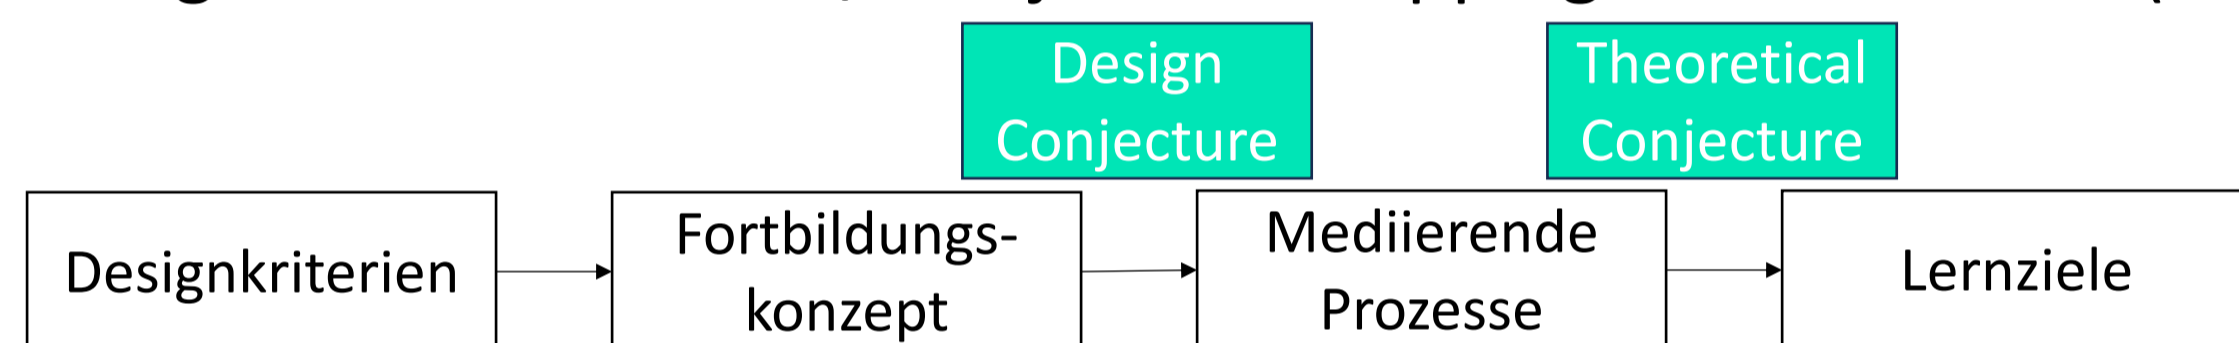 Design
Conjecture
Theoretical
Conjecture
Designkriterien
Fortbildungs-
konzept
Mediierende
Prozesse
Lernziele